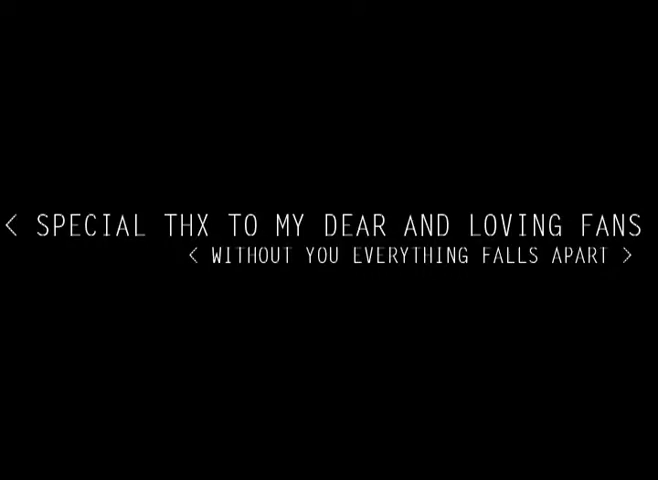 < SPECIAL THX TO MY DEAR AND LOVING FANS
< WITHOUT YOU EVERYTHING FALLS APART >